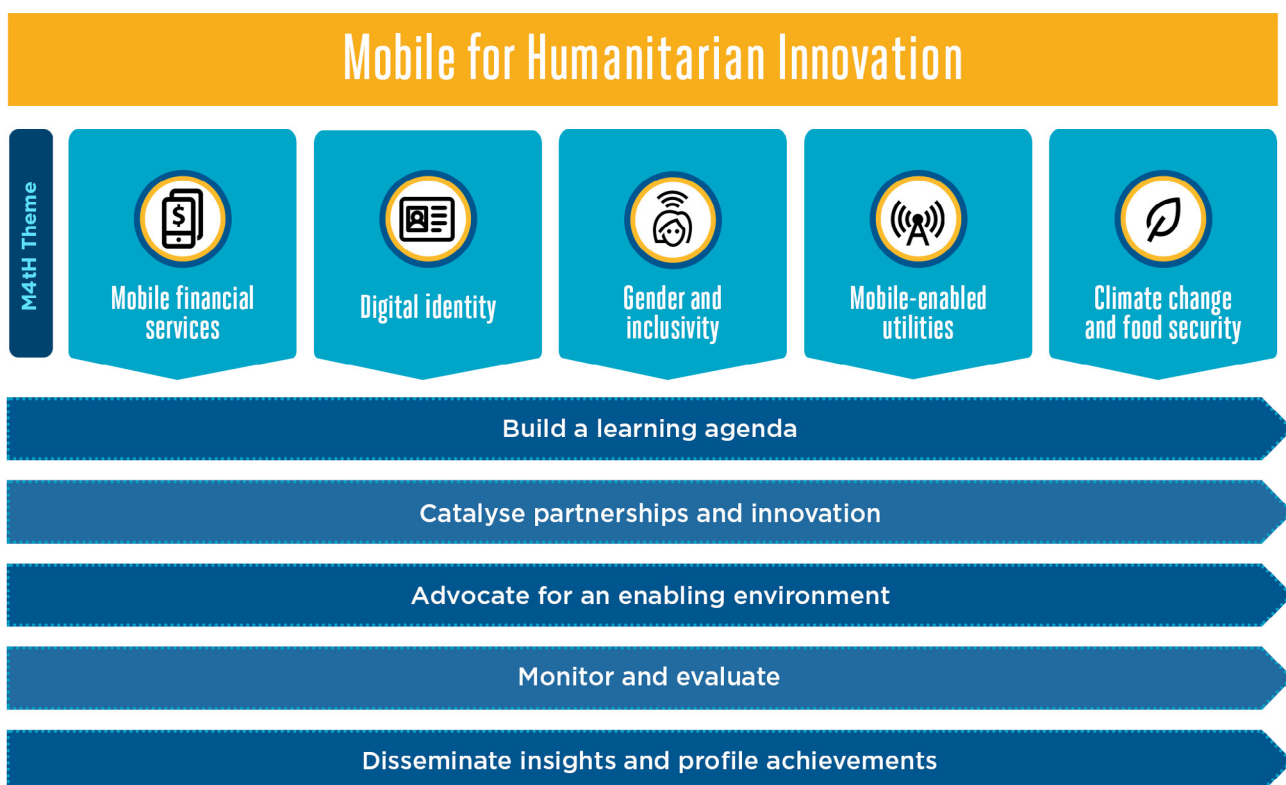 Mobile for Humanitarian Innovation
M4tH Theme
Mobile financial
services
Digital identity
Gender and
inclusivity
Mobile-enabled
utilities
Climate change
and food security
Build a learning agenda
Catalyse partnerships and innovation
Advocate for an enabling environment
Monitor and evaluate
Disseminate insights and profile achievements